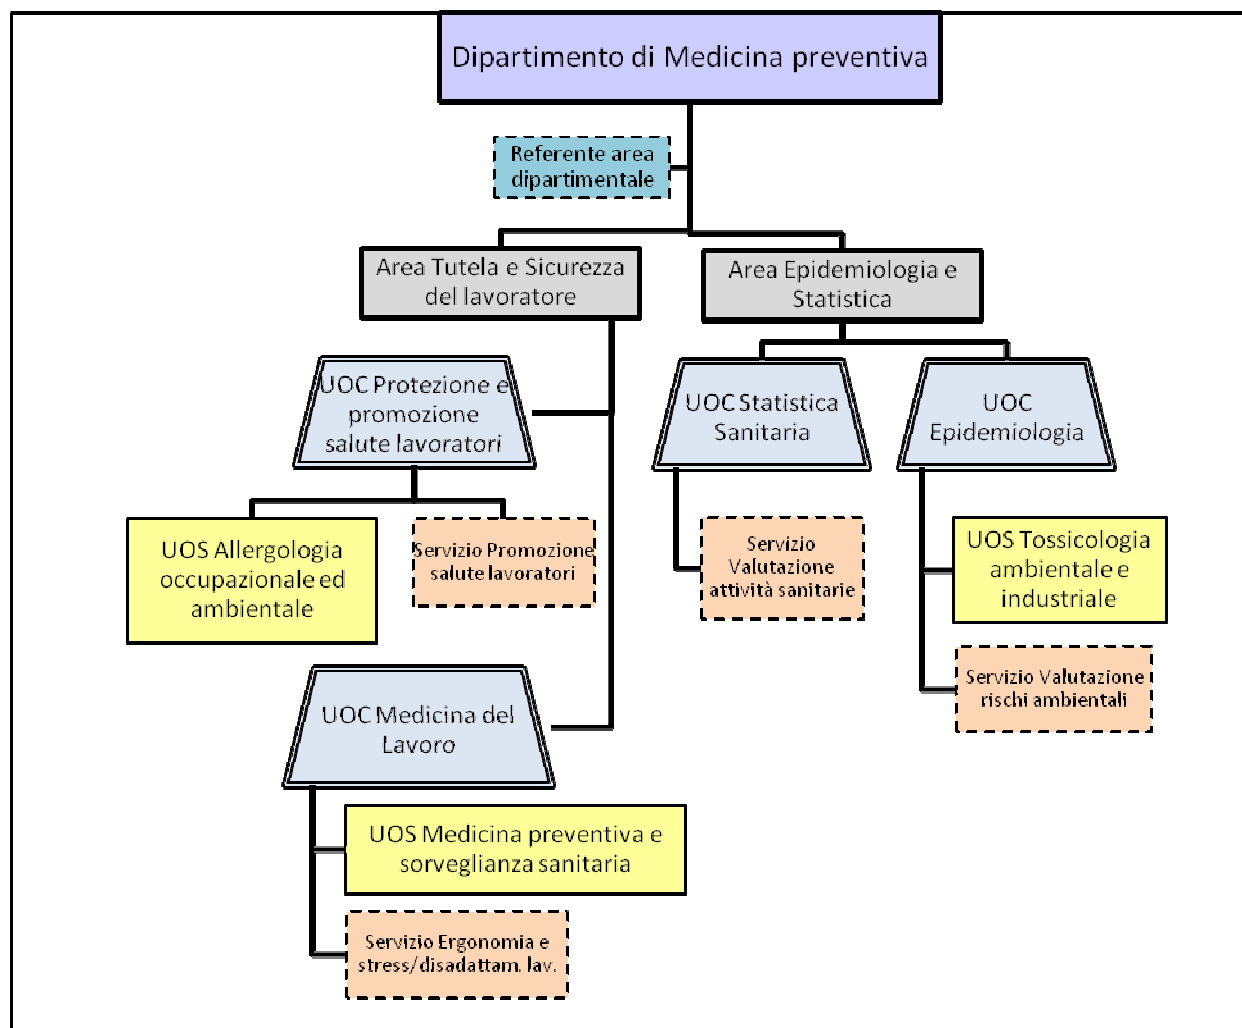 Dipartimento di Medicina preventiva
Referente area
dipartimentale
Area Tutela e Sicurezza
del lavoratore
Area Epidemiologia e
Statistica
UOC Protezione e
promozione
salute lavoratori
UOC Statistica
Sanitaria
UOC
Epidemiologia
UOS Allergologia
occupazionale ed
ambientale
Servizio Promozione
salute lavoratori
Servizio
Valutazione
attività sanitarie
UOS Tossicologia
ambientale e
industriale
Servizio Valutazione
rischi ambientali
UOC Medicina del
Lavoro
UOS Medicina preventiva e
sorveglianza sanitaria
Servizio Ergonomia e
stress/disadattam. lav.